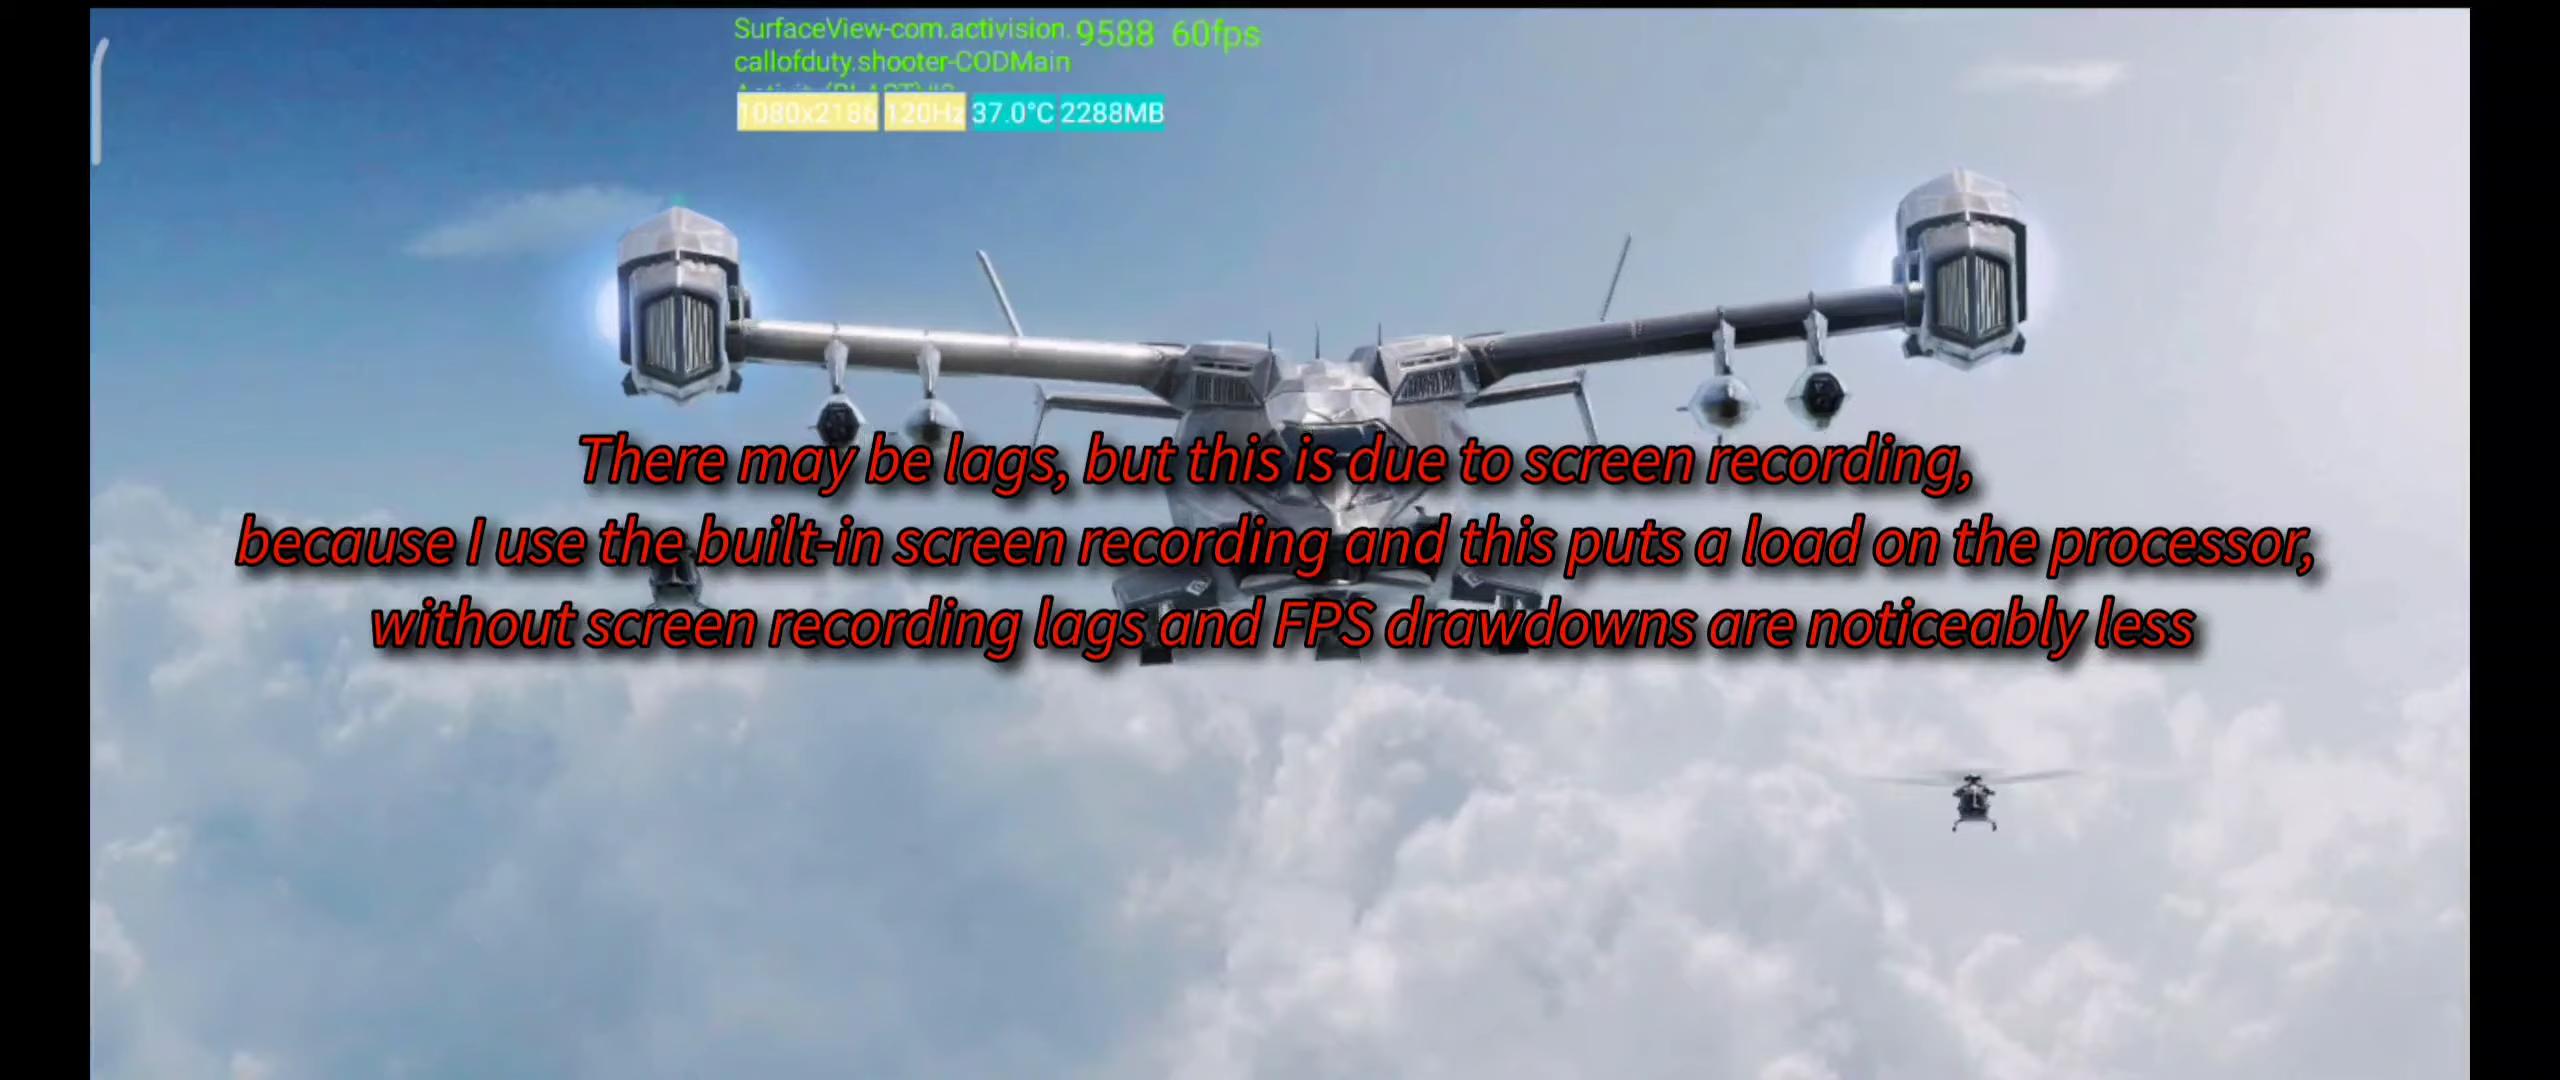 SurfaceView-com.activision. 9588 60fps
callofduty.shooter-CODMain
1080x2186 120Hz 37.0°C 2288MB
There may be lags, but this is due to screen recording,
because I use the built-in screen recording and this puts a load on the processor,
without screen recording lags and FPS drawdowns are noticeably less